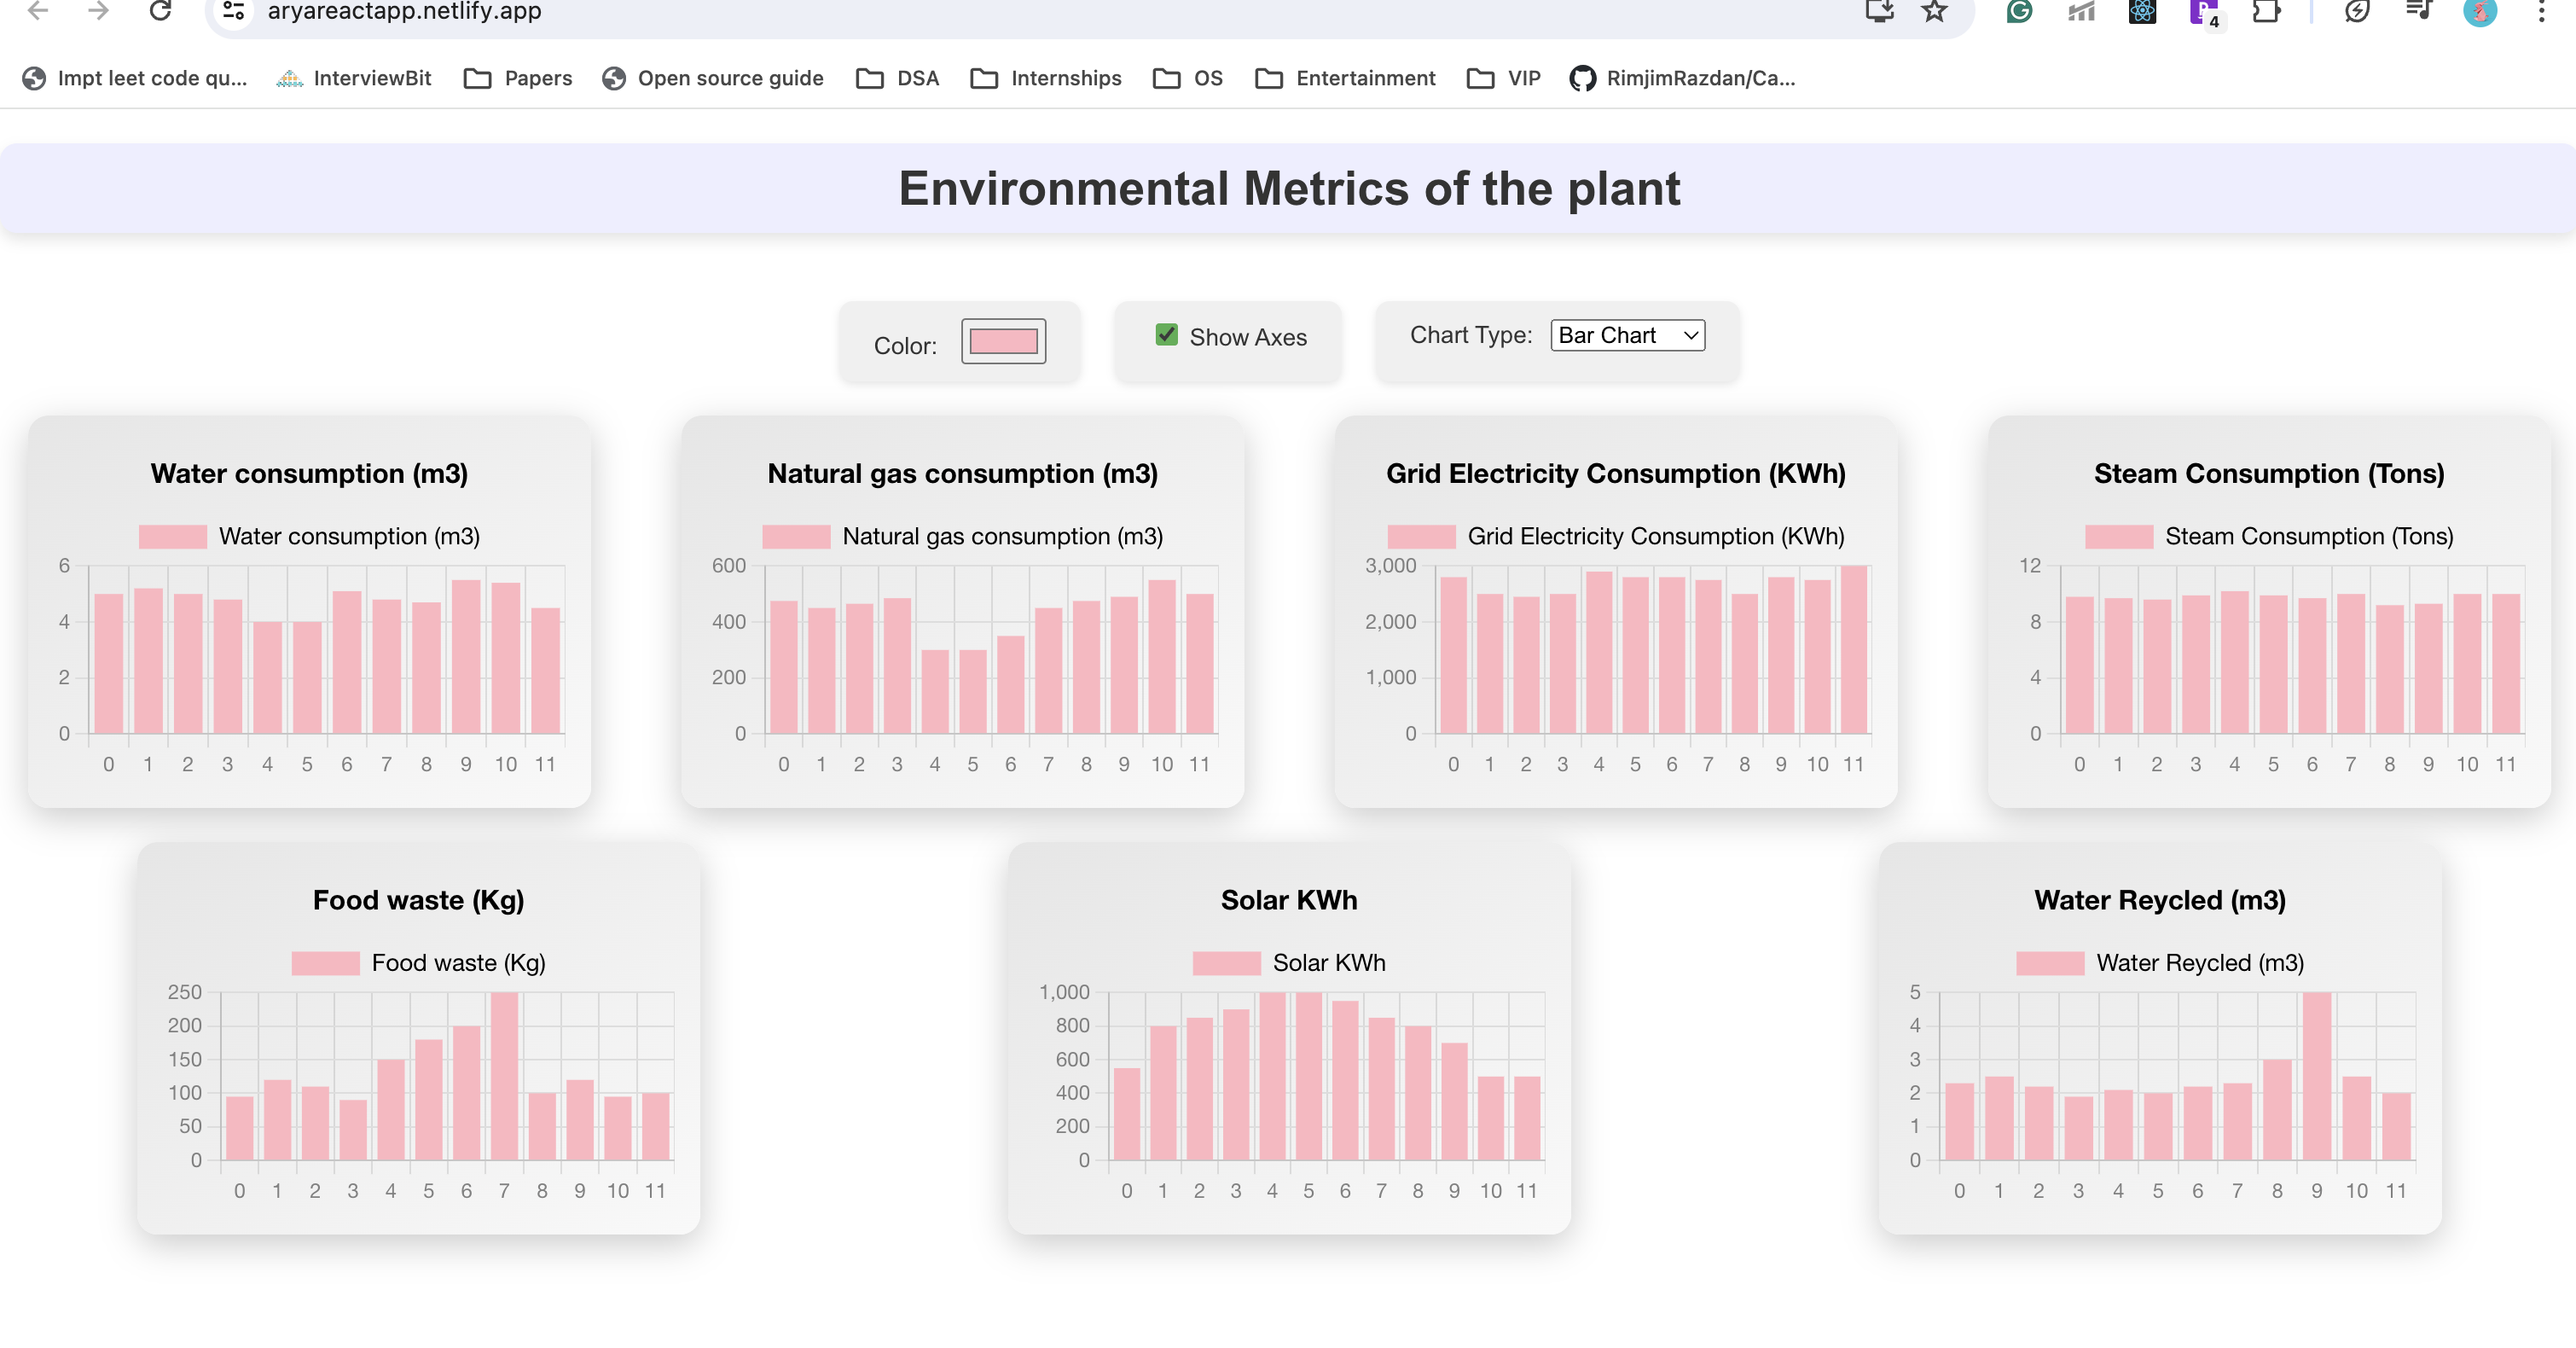 aryareactapp.netlify.app
4
Impt leet code qu... InterviewBit Papers Open source guide DSA Internships OS Entertainment VIP RimjimRazdan/Ca...
Environmental Metrics of the plant
Color: Show Axes Chart Type: Bar Chart
Water consumption (m3)
Water consumption (m3)
6
4
2
0
0 1 2 3 4 5 6 7 8 9 10 11
Natural gas consumption (m3)
Natural gas consumption (m3)
600
400
200
0
0 1 2 3 4 5 6 7 8 9 10 11
Grid Electricity Consumption (KWh)
Grid Electricity Consumption (KWh)
3,000
2,000
1,000
0
0 1 2 3 4 5 6 7 8 9 10 11
Steam Consumption (Tons)
Steam Consumption (Tons)
12
8
4
0
0 1 2 3 4 5 6 7 8 9 10 11
Food waste (Kg)
Food waste (Kg)
250
200
150
100
50
0
0 1 2 3 4 5 6 7 8 9 10 11
Solar KWh
Solar KWh
1,000
800
600
400
200
0
0 1 2 3 4 5 6 7 8 9 10 11
Water Reycled (m3)
Water Reycled (m3)
5
4
3
2
1
0
0 1 2 3 4 5 6 7 8 9 10 11